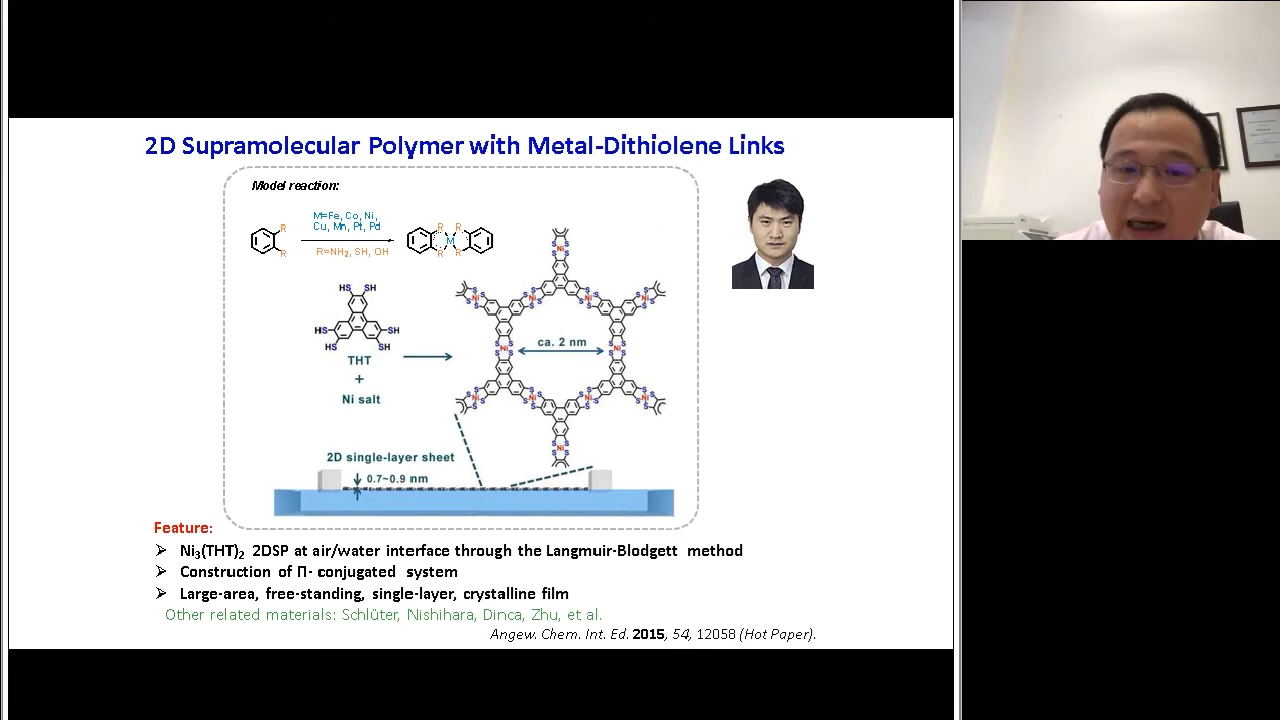 2D Supramolecular Polymer with Metal-Dithiolene Links
Model reaction:
M=Fe, Co, Ni,
Cu, Mn, Pt, Pd
R=NH₂, SH, OH
R
R
R R
M
R R
HS SH
HS SH
HS SH
THT
+
Ni salt
ca. 2 nm
2D single-layer sheet
0.7~0.9 nm
Feature:
➢ Ni₃(THT)₂ 2DSP at air/water interface through the Langmuir-Blodgett method
➢ Construction of Π- conjugated system
➢ Large-area, free-standing, single-layer, crystalline film
Other related materials: Schlüter, Nishihara, Dinca, Zhu, et al.
Angew. Chem. Int. Ed. 2015, 54, 12058 (Hot Paper).